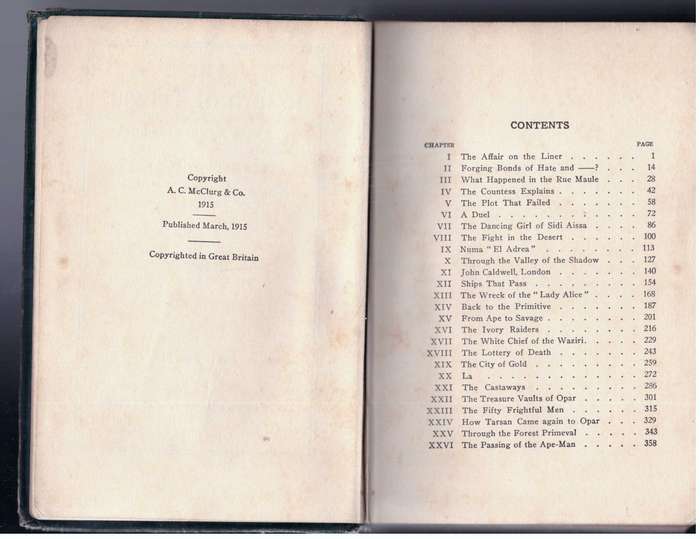 Copyright
A. C. McClurg & Co.
1915
Published March, 1915
Copyrighted in Great Britain
CONTENTS
CHAPTER PAGE
I The Affair on the Liner . . . . . . 1
II Forging Bonds of Hate and ——? . . . 14
III What Happened in the Rue Maule . . . 28
IV The Countess Explains . . . . . . . 42
V The Plot That Failed . . . . . . . 58
VI A Duel . . . . . . . . . . . 72
VII The Dancing Girl of Sidi Aissa . . . . 86
VIII The Fight in the Desert . . . . . . 100
IX Numa "El Adrea" . . . . . . . . 113
X Through the Valley of the Shadow . . . 127
XI John Caldwell, London . . . . . . . 140
XII Ships That Pass . . . . . . . . . 154
XIII The Wreck of the "Lady Alice" . . . . 168
XIV Back to the Primitive . . . . . . . 187
XV From Ape to Savage . . . . . . . . 201
XVI The Ivory Raiders . . . . . . . . 216
XVII The White Chief of the Waziri. . . . . 229
XVIII The Lottery of Death . . . . . . . 243
XIX The City of Gold . . . . . . . . . 259
XX La . . . . . . . . . . . . 272
XXI The Castaways . . . . . . . . . 286
XXII The Treasure Vaults of Opar . . . . . 301
XXIII The Fifty Frightful Men . . . . . . 315
XXIV How Tarsan Came again to Opar . . . 329
XXV Through the Forest Primeval . . . . . 343
XXVI The Passing of the Ape-Man . . . . . 358